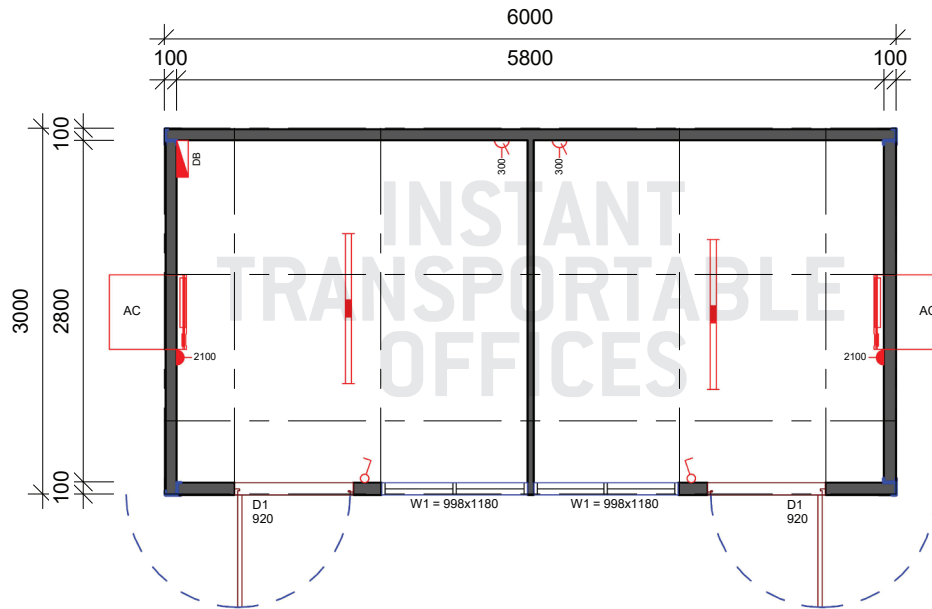 6000
100
5800
100
100
3000
2800
100
DB
300
300
INSTANT
TRANSPORTABLE
OFFICES
AC
AC
2100
2100
D1
920
W1 = 998x1180
W1 = 998x1180
D1
920